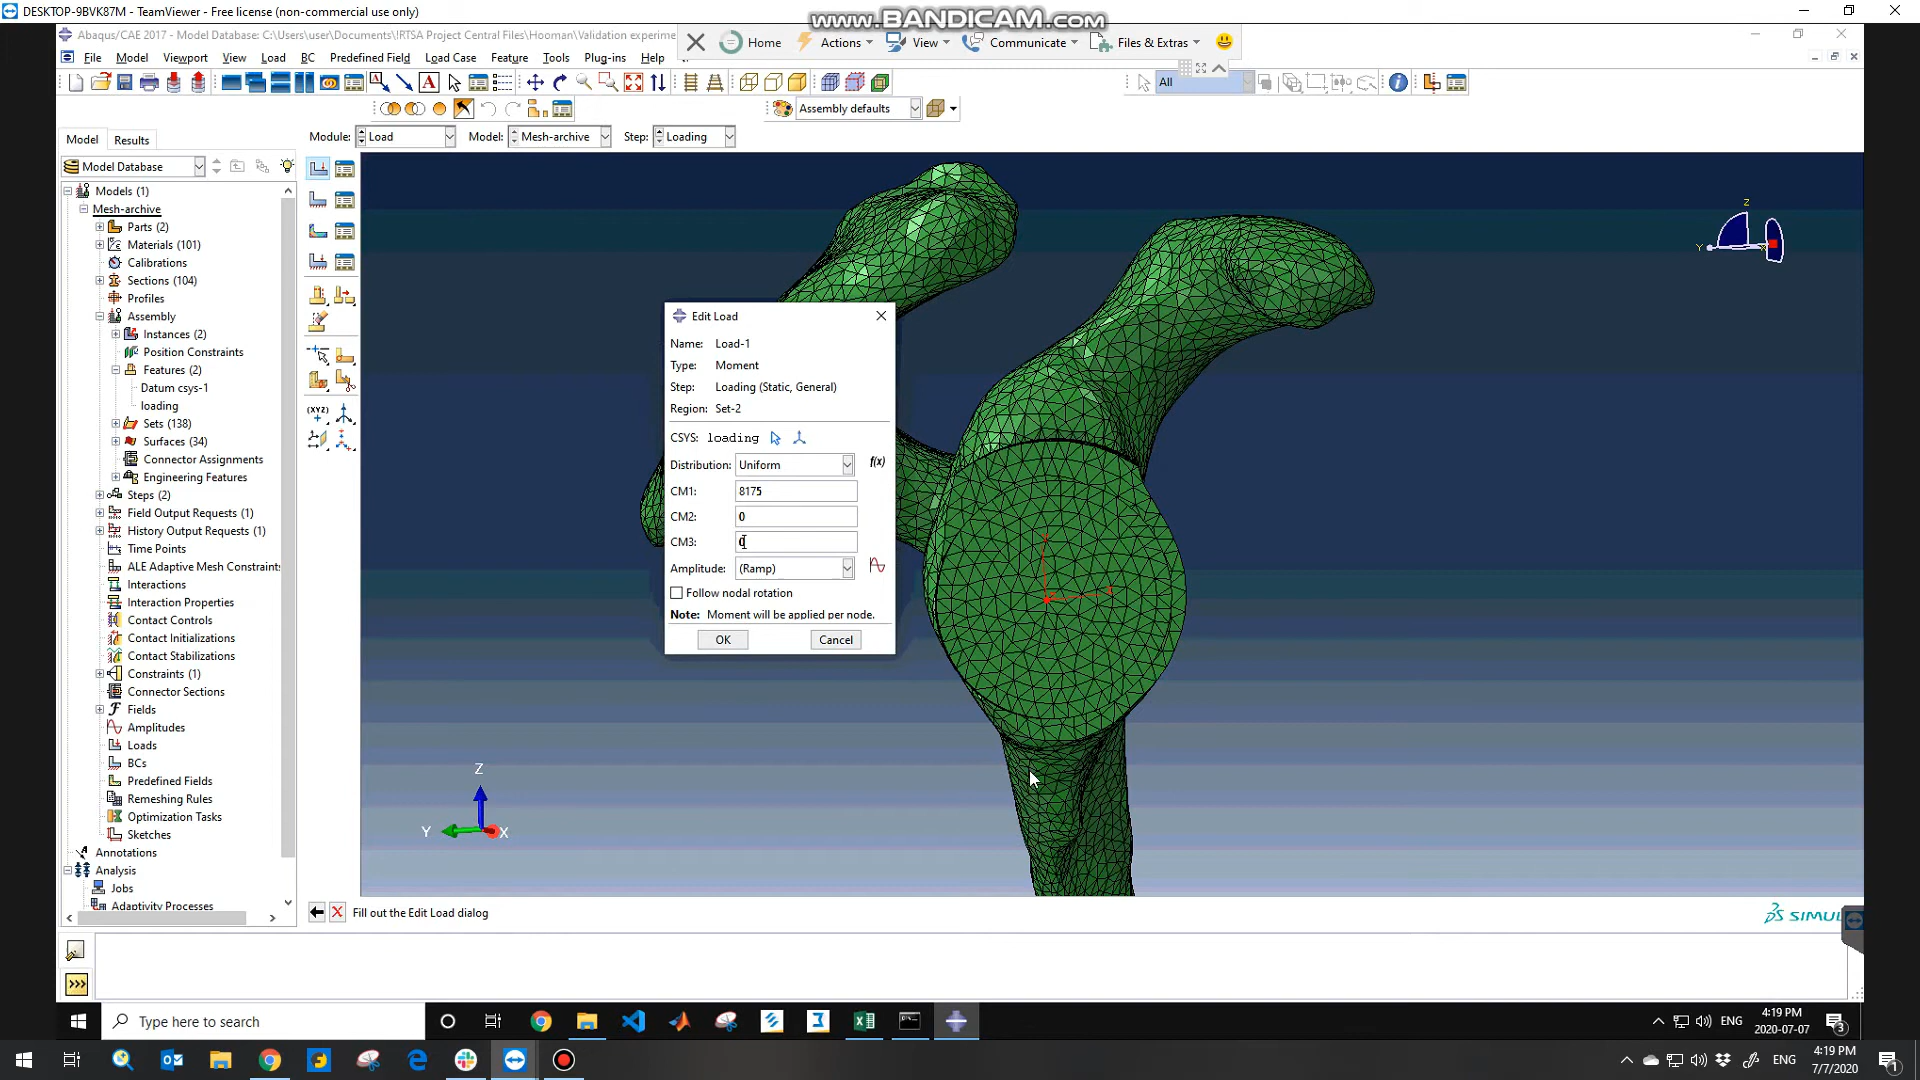 DESKTOP-9BVK87M - TeamViewer - Free license (non-commercial use only)
www.BANDICAM.com
Abaqus/CAE 2017 - Model Database: C:\Users\user\Documents\!RTSA Project Central Files\Hooman\Validation experime
Home Actions View Communicate Files & Extras
File Model Viewport View Load BC Predefined Field Load Case Feature Tools Plug-ins Help
All
Assembly defaults
Model Results
Module: Load Model: Mesh-archive Step: Loading
Model Database
Models (1)
Mesh-archive
Parts (2)
Materials (101)
Calibrations
Sections (104)
Profiles
Assembly
Instances (2)
Position Constraints
Features (2)
Datum csys-1
loading
Sets (138)
Surfaces (34)
Connector Assignments
Engineering Features
Steps (2)
Field Output Requests (1)
History Output Requests (1)
Time Points
ALE Adaptive Mesh Constraints
Interactions
Interaction Properties
Contact Controls
Contact Initializations
Contact Stabilizations
Constraints (1)
Connector Sections
Fields
Amplitudes
Loads
BCs
Predefined Fields
Remeshing Rules
Optimization Tasks
Sketches
Annotations
Analysis
Jobs
Adaptivity Processes
(XYZ)
Edit Load
Name: Load-1
Type: Moment
Step: Loading (Static, General)
Region: Set-2
CSYS: loading
Distribution: Uniform f(x)
CM1: 8175
CM2: 0
CM3: 0
Amplitude: (Ramp)
Follow nodal rotation
Note: Moment will be applied per node.
OK Cancel
Z
Y
Z
Y X
Fill out the Edit Load dialog
SIMUL
>>>
Type here to search
ENG
4:19 PM
2020-07-07
3
ENG
4:19 PM
7/7/2020
1